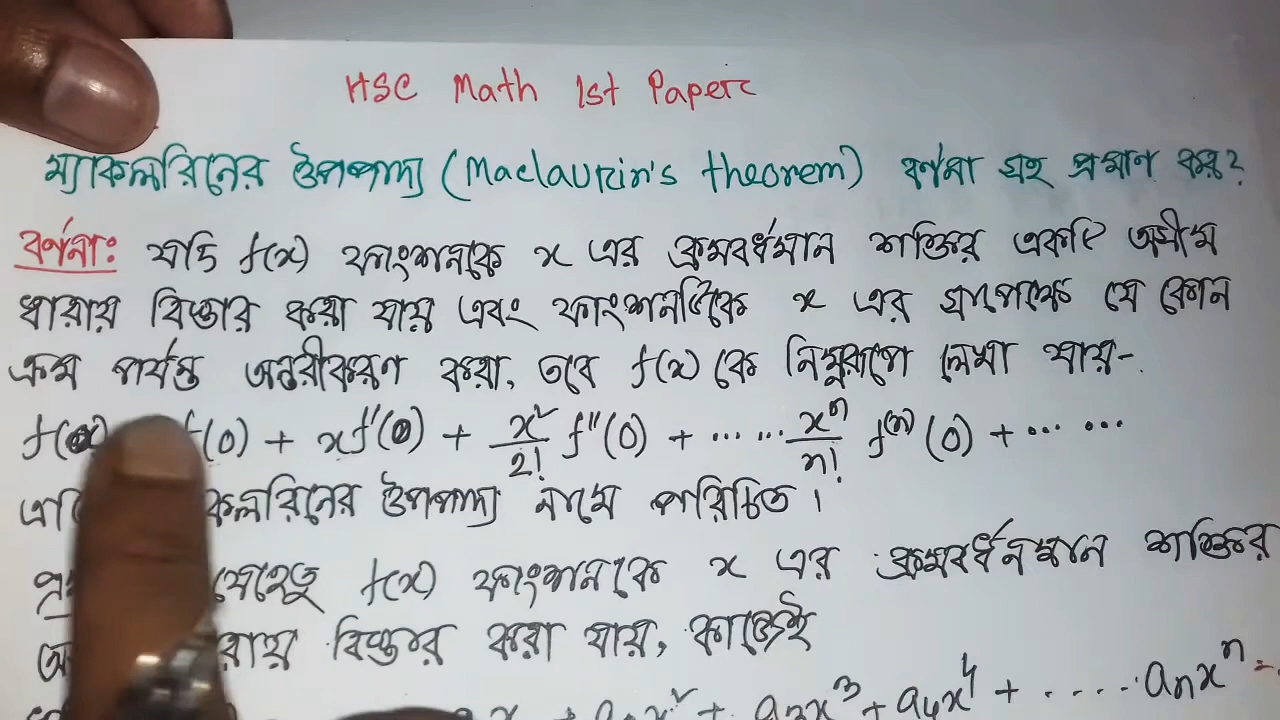 HSC Math 1st Paper
ম্যাকলরিনের উপপাদ্য (Maclaurin's theorem) বর্ণনা সহ প্রমাণ কর?
বর্ণনাঃ যদি f(x) ফাংশনকে x এর ক্রমবর্ধমান শক্তির একটি অসীম
ধারায় বিস্তার করা যায় এবং ফাংশনটিকে x এর সাপেক্ষে যে কোন
ক্রম পর্যন্ত অন্তরীকরণ করা, তবে f(x) কে নিম্নরূপে লেখা যায়-
f(x) f(0) + xf'(0) + x²/2! f''(0) + ...... xⁿ/n! f⁽ⁿ⁾(0) + ... ...
কলরিনের উপপাদ্য নামে পরিচিত।
যেহেতু f(x) ফাংশনকে x এর ক্রমবর্ধনমান শক্তির
রায় বিস্তার করা যায়, কাজেই
x + a₂x² + a₃x³ + a₄x⁴ + ..... aₙxⁿ